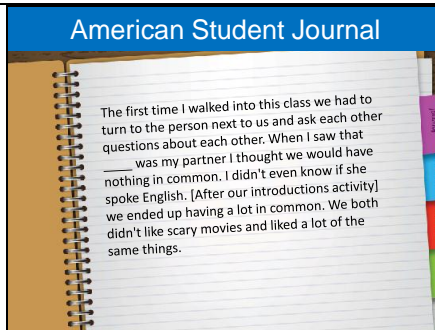 American Student Journal
The first time I walked into this class we had to
turn to the person next to us and ask each other
questions about each other. When I saw that
____ was my partner I thought we would have
nothing in common. I didn't even know if she
spoke English. [After our introductions activity]
we ended up having a lot in common. We both
didn't like scary movies and liked a lot of the
same things.